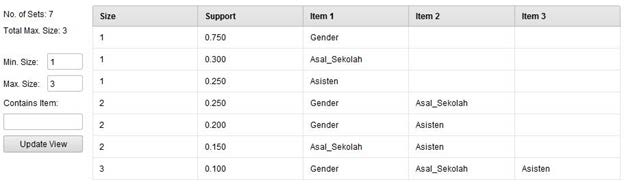 No. of Sets: 7
Total Max. Size: 3
Min. Size: 1
Max. Size: 3
Contains Item:
Update View
Size Support Item 1 Item 2 Item 3
1 0.750 Gender
1 0.300 Asal_Sekolah
1 0.250 Asisten
2 0.250 Gender Asal_Sekolah
2 0.200 Gender Asisten
2 0.150 Asal_Sekolah Asisten
3 0.100 Gender Asal_Sekolah Asisten